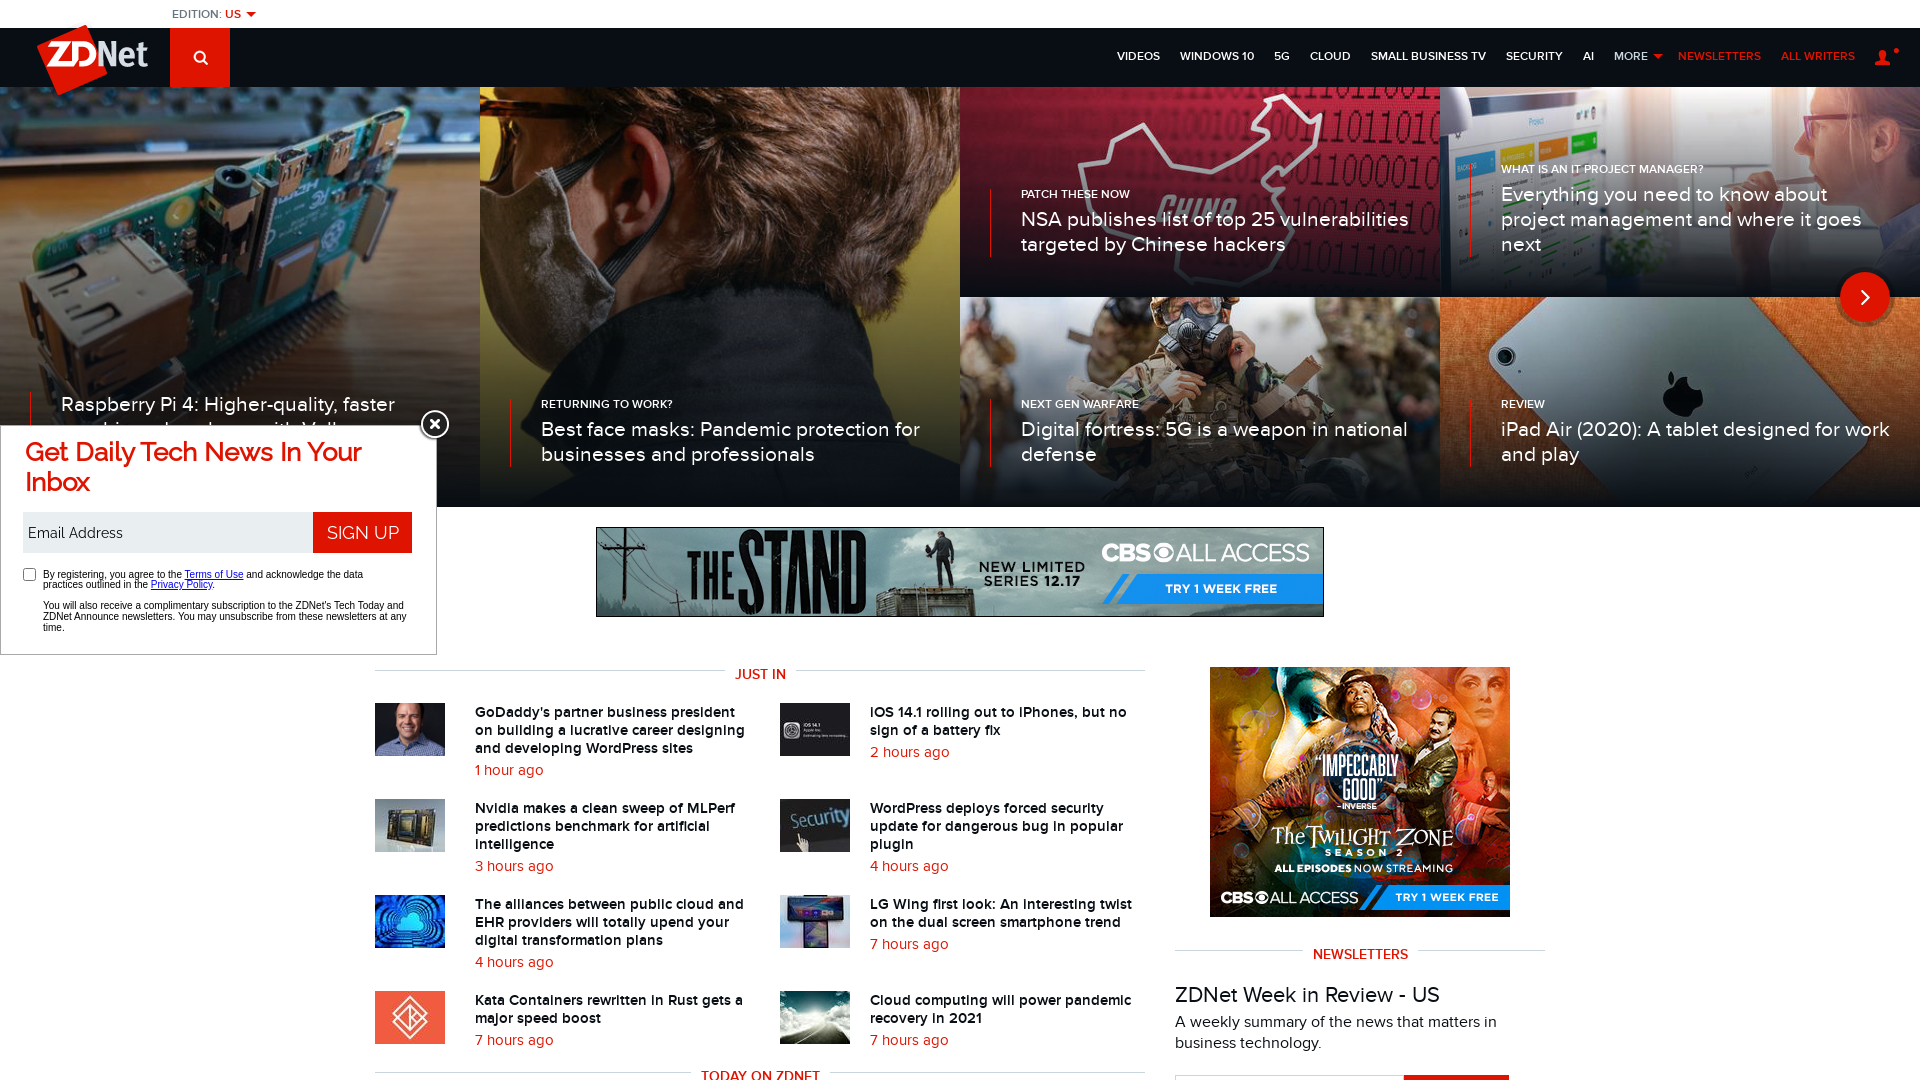 EDITION: US
ZDNet
VIDEOS WINDOWS 10 5G CLOUD SMALL BUSINESS TV SECURITY AI MORE NEWSLETTERS ALL WRITERS
Raspberry Pi 4: Higher-quality, faster
RETURNING TO WORK?
Best face masks: Pandemic protection for
businesses and professionals
CHINA
PATCH THESE NOW
NSA publishes list of top 25 vulnerabilities
targeted by Chinese hackers
Project
WHAT IS AN IT PROJECT MANAGER?
Everything you need to know about
project management and where it goes
next
NEXT GEN WARFARE
Digital fortress: 5G is a weapon in national
defense
REVIEW
iPad Air (2020): A tablet designed for work
and play
Get Daily Tech News In Your
Inbox
Email Address
SIGN UP
By registering, you agree to the Terms of Use and acknowledge the data
practices outlined in the Privacy Policy.
You will also receive a complimentary subscription to the ZDNet's Tech Today and
ZDNet Announce newsletters. You may unsubscribe from these newsletters at any
time.
THE STAND
NEW LIMITED
SERIES 12.17
CBS ALL ACCESS
TRY 1 WEEK FREE
JUST IN
GoDaddy's partner business president
on building a lucrative career designing
and developing WordPress sites
1 hour ago
iOS 14.1 rolling out to iPhones, but no
sign of a battery fix
2 hours ago
Nvidia makes a clean sweep of MLPerf
predictions benchmark for artificial
intelligence
3 hours ago
Security
WordPress deploys forced security
update for dangerous bug in popular
plugin
4 hours ago
The alliances between public cloud and
EHR providers will totally upend your
digital transformation plans
4 hours ago
LG Wing first look: An interesting twist
on the dual screen smartphone trend
7 hours ago
Kata Containers rewritten in Rust gets a
major speed boost
7 hours ago
Cloud computing will power pandemic
recovery in 2021
7 hours ago
TODAY ON ZDNET
"IMPECCABLY
GOOD"
–INVERSE
THE TWILIGHT ZONE
SEASON 2
ALL EPISODES NOW STREAMING
CBS ALL ACCESS
TRY 1 WEEK FREE
NEWSLETTERS
ZDNet Week in Review - US
A weekly summary of the news that matters in
business technology.